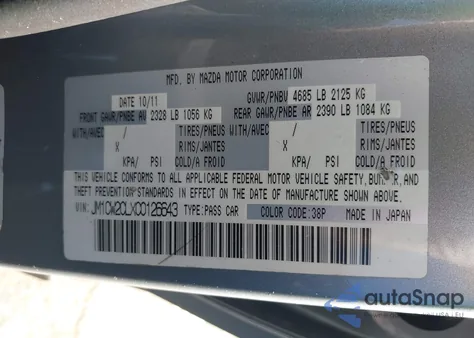 MFD. BY MAZDA MOTOR CORPORATION
DATE 10/11 GVWR/PNBV 4685 LB 2125 KG
FRONT GAWR/PNBE AV 2328 LB 1056 KG REAR GAWR/PNBE AR 2390 LB 1084 KG
WITH/AVEC / TIRES/PNEUS WITH/AVEC / TIRES/PNEUS
X RIMS/JANTES X RIMS/JANTES
KPA/ PSI COLD/A FROID KPA/ PSI COLD/A FROID
THIS VEHICLE CONFORMS TO ALL APPLICABLE FEDERAL MOTOR VEHICLE SAFETY, AND
THEFT PREVENTION STANDARDS IN EFFECT ON THE DATE OF MANUFACTURE SHOWN ABOVE.
VIN: JM1CW2CLXC0126643 TYPE:PASS CAR COLOR CODE:38P MADE IN JAPAN
autaSnap